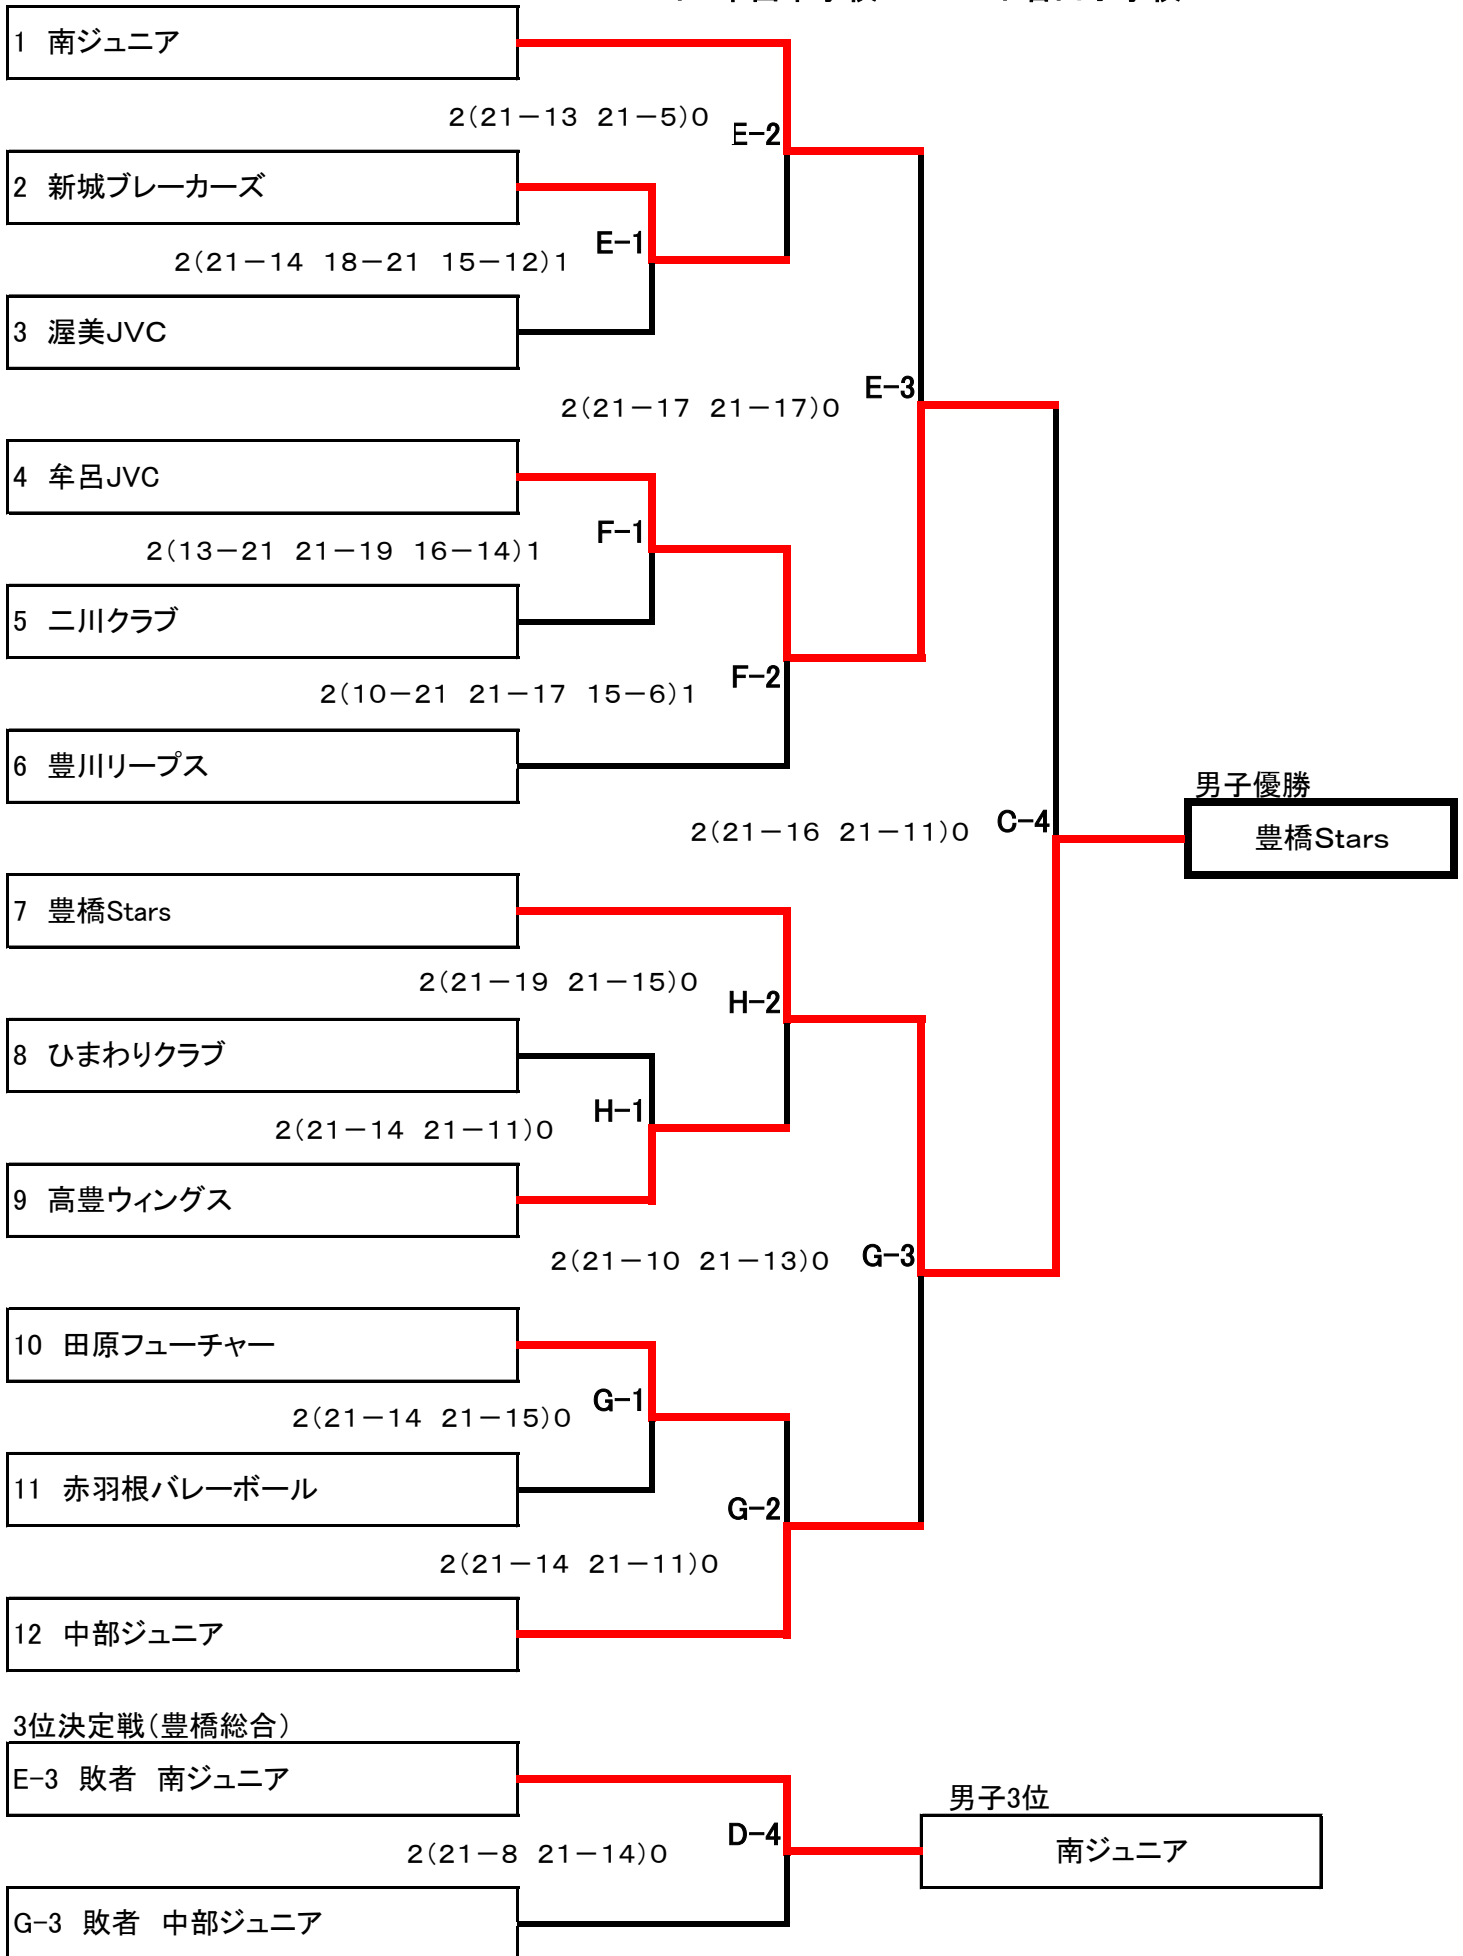 1 南ジュニア
2(21－13 21－5)0
E-2
2 新城ブレーカーズ
E-1
2(21－14 18－21 15－12)1
3 渥美JVC
E-3
2(21－17 21－17)0
4 牟呂JVC
F-1
2(13－21 21－19 16－14)1
5 二川クラブ
F-2
2(10－21 21－17 15－6)1
6 豊川リープス
男子優勝
C-4
2(21－16 21－11)0
豊橋Stars
7 豊橋Stars
2(21－19 21－15)0
H-2
8 ひまわりクラブ
H-1
2(21－14 21－11)0
9 高豊ウィングス
G-3
2(21－10 21－13)0
10 田原フューチャー
G-1
2(21－14 21－15)0
11 赤羽根バレーボール
G-2
2(21－14 21－11)0
12 中部ジュニア
3位決定戦(豊橋総合)
E-3 敗者 南ジュニア
男子3位
D-4
2(21－8 21－14)0
南ジュニア
G-3 敗者 中部ジュニア